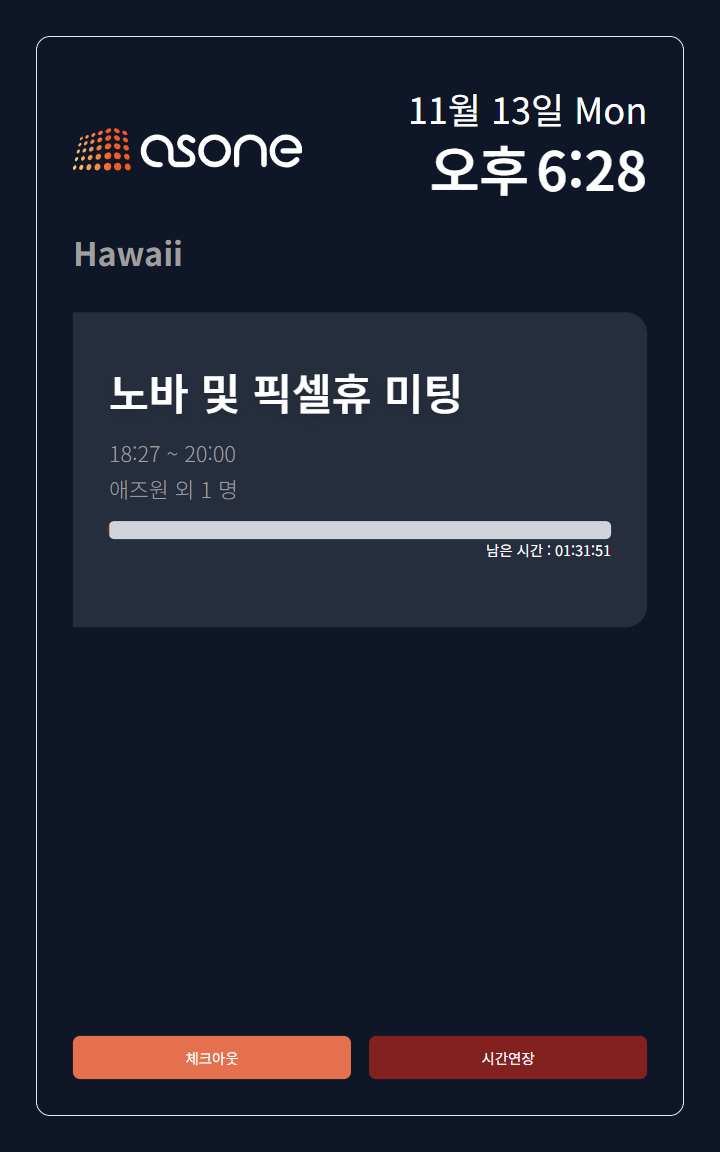 asone
11월 13일 Mon
오후 6:28
Hawaii
노바 및 픽셀휴 미팅
18:27 ~ 20:00
애즈원 외 1 명
남은 시간 : 01:31:51
체크아웃
시간연장